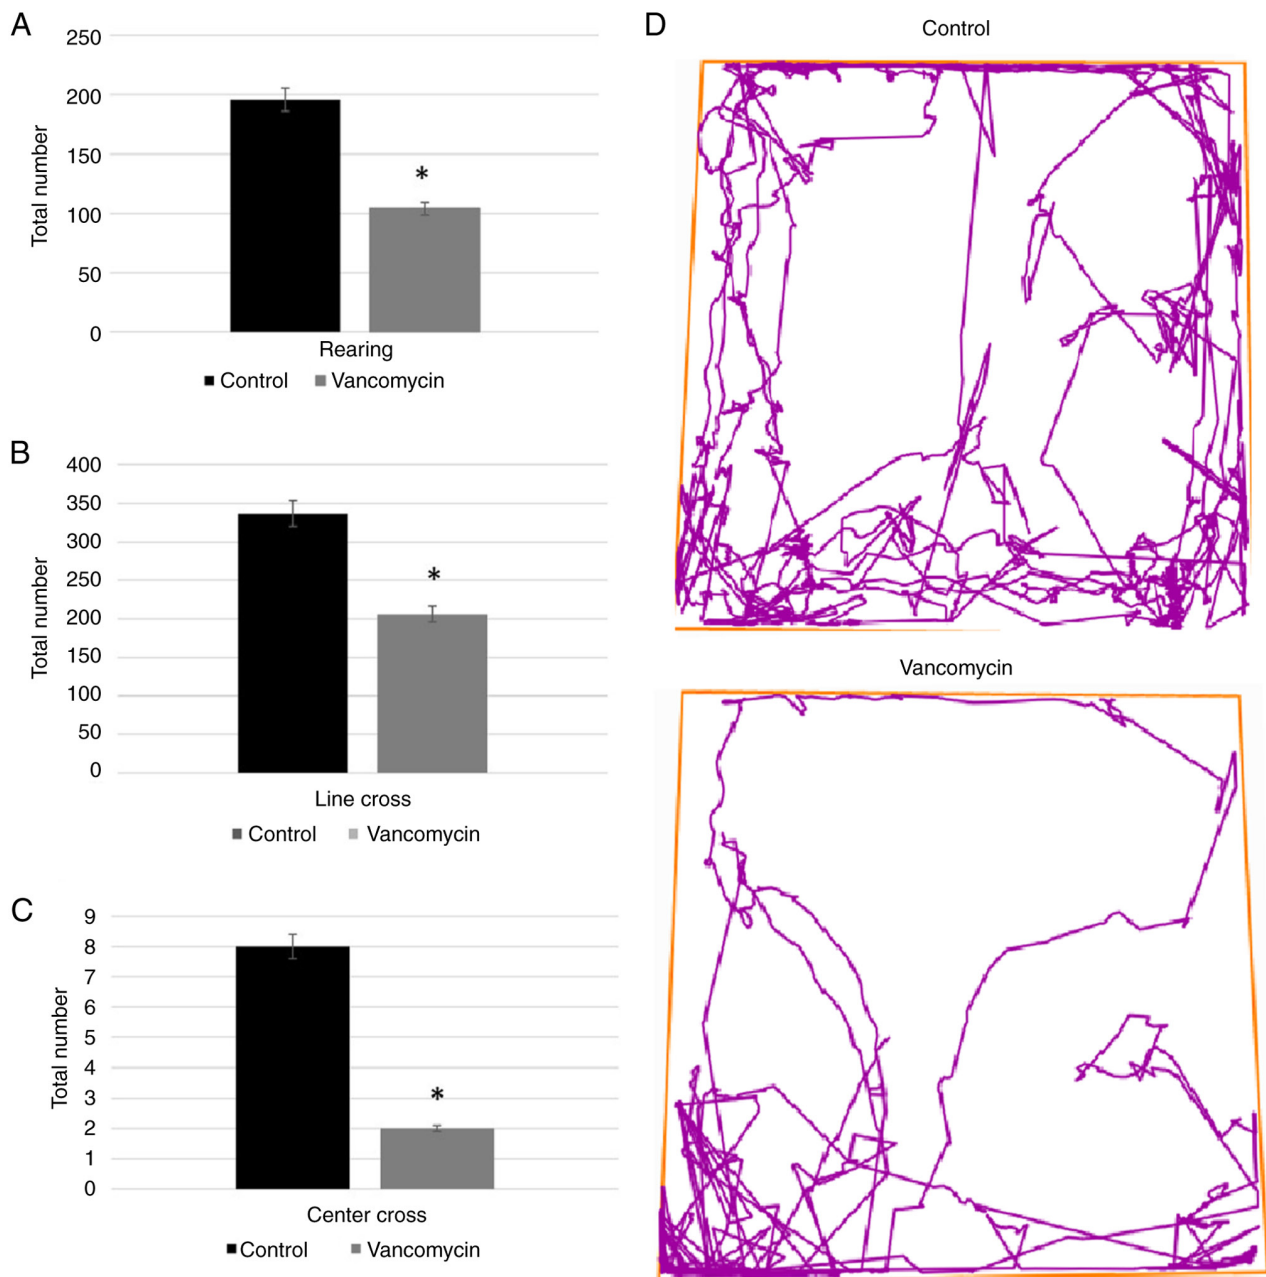 A
250
200
150
100
50
0
Total number
*
Rearing
Control Vancomycin
B
400
350
300
250
200
150
100
50
0
Total number
*
Line cross
Control Vancomycin
C
9
8
7
6
5
4
3
2
1
0
Total number
*
Center cross
Control Vancomycin
D
Control
Vancomycin